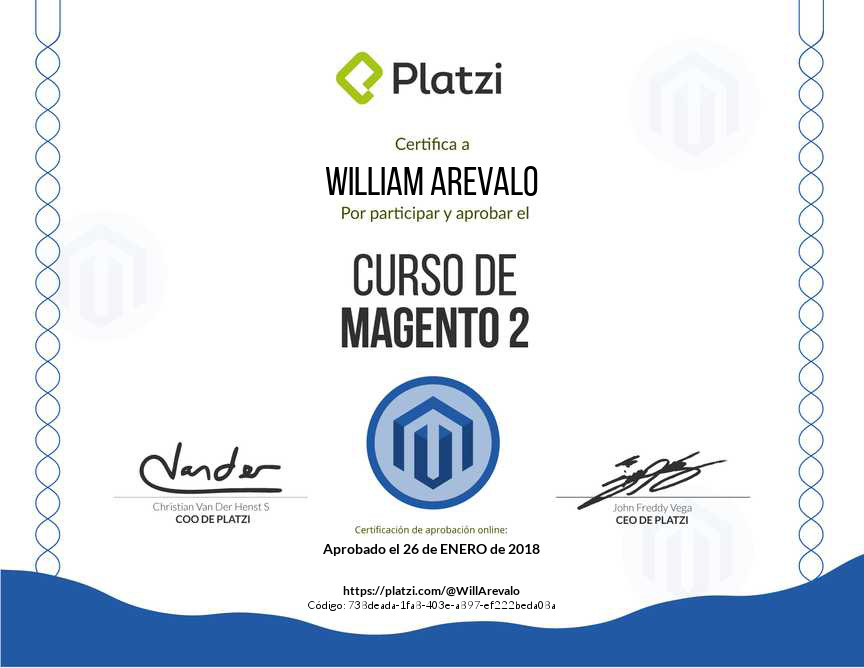 Platzi
Certifica a
WILLIAM AREVALO
Por participar y aprobar el
CURSO DE
MAGENTO 2
Vander
Christian Van Der Henst S
COO DE PLATZI
John Freddy Vega
CEO DE PLATZI
Certificación de aprobación online:
Aprobado el 26 de ENERO de 2018
https://platzi.com/@WillArevalo
Código: 738deada-1fa8-403e-a897-ef222beda08a